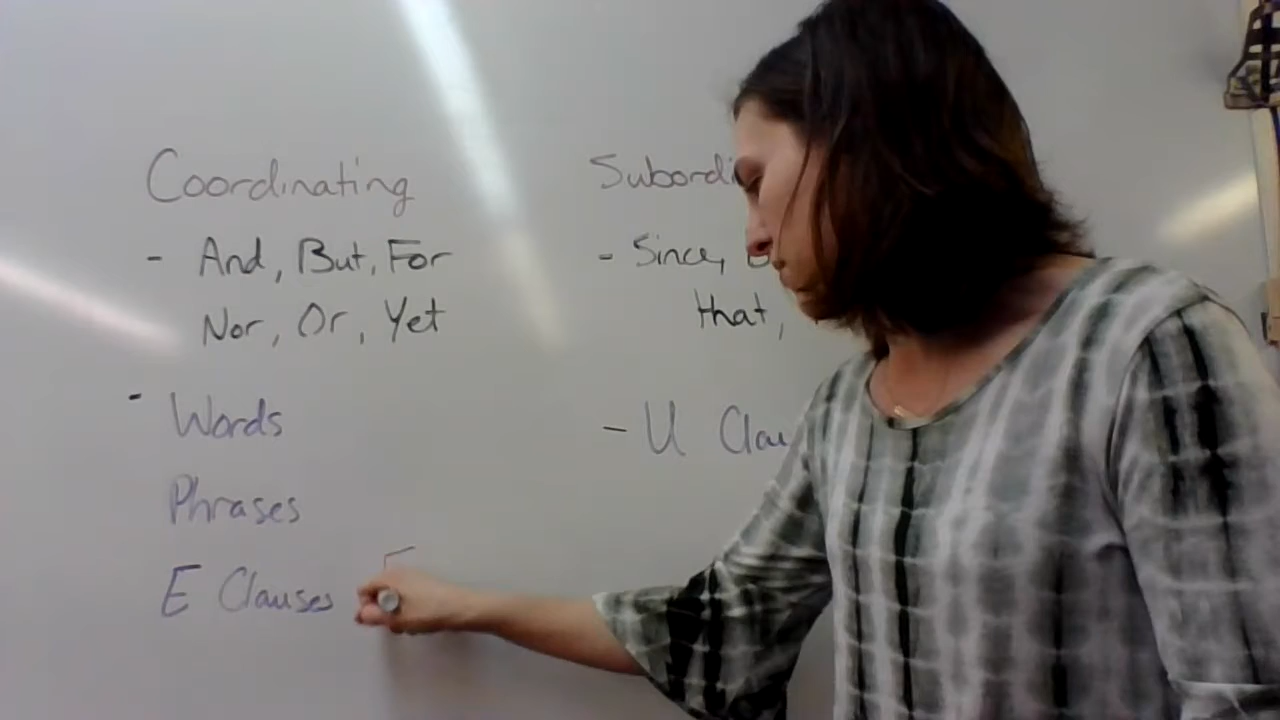 Coordinating
- And, But, For
Nor, Or, Yet
- Words
Phrases
E Clauses
Subordi
- Since,
that,
- U Clau